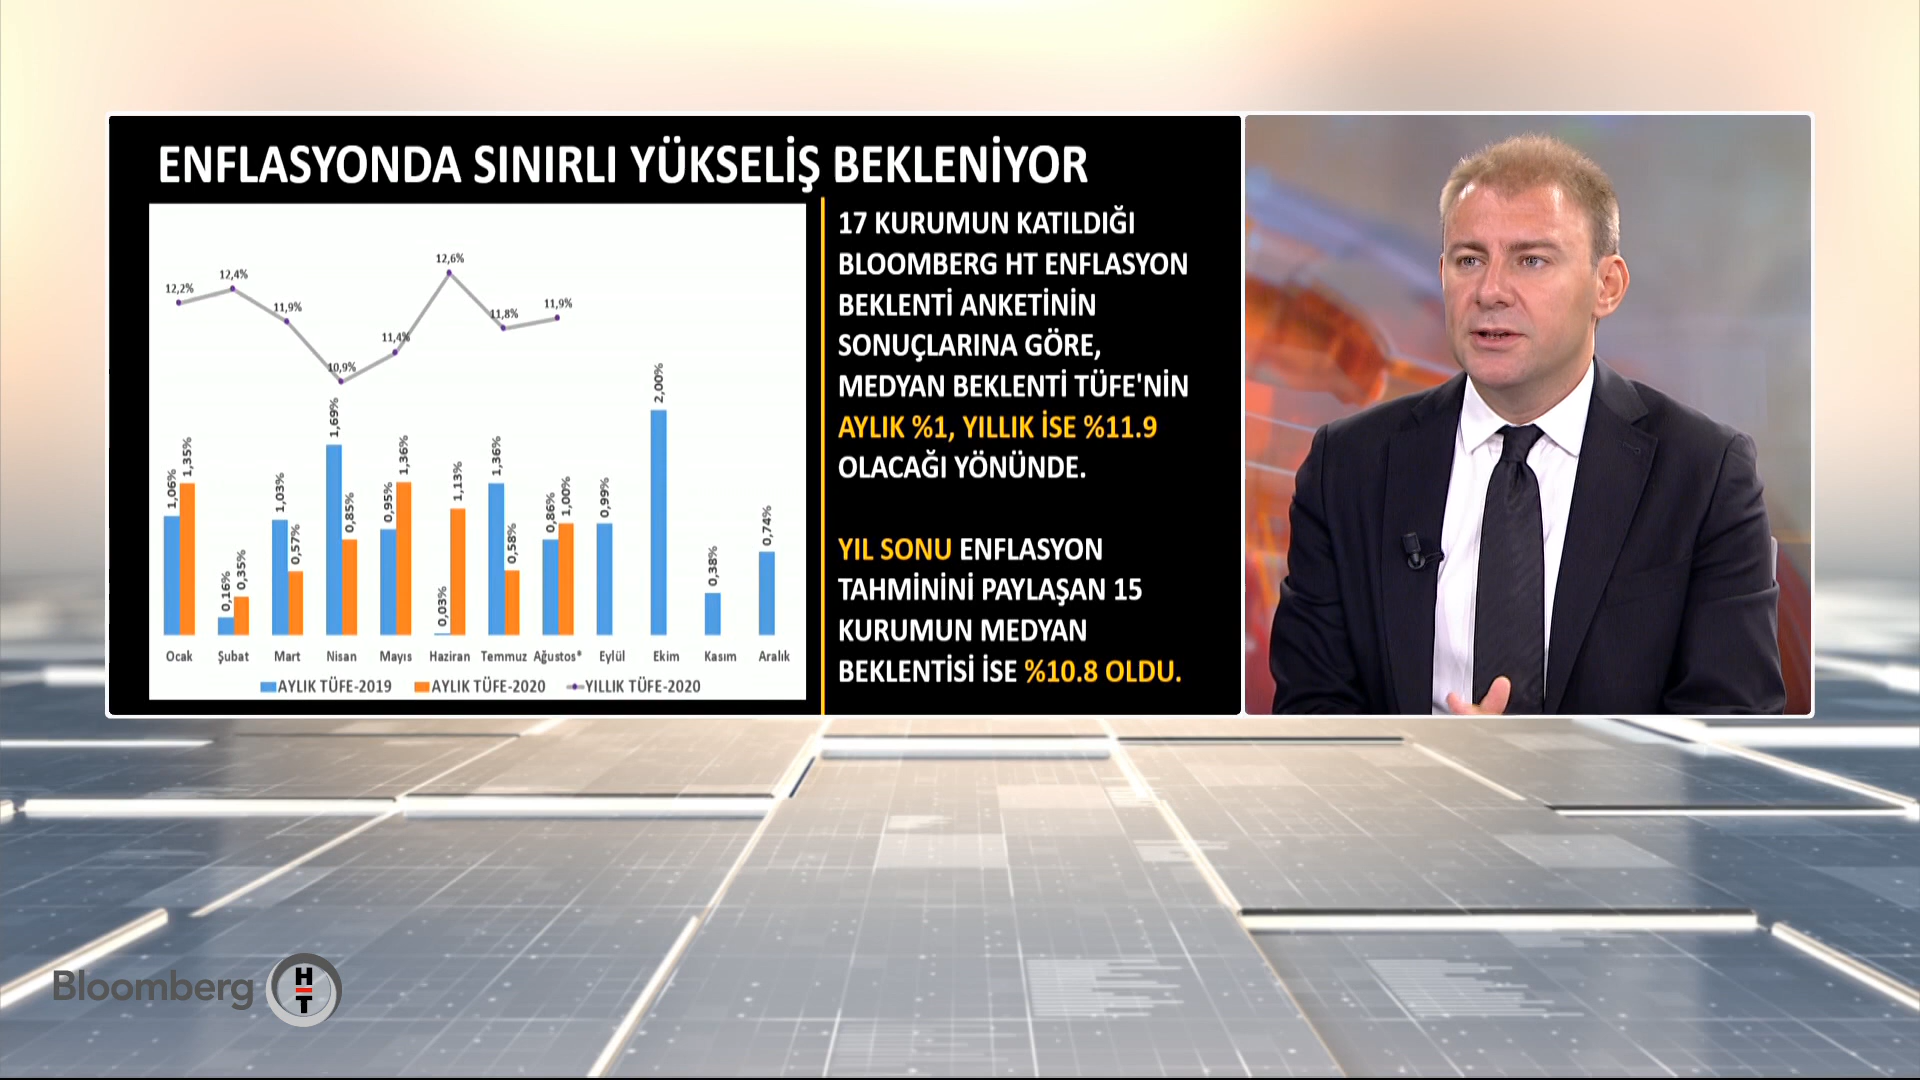 ENFLASYONDA SINIRLI YÜKSELİŞ BEKLENİYOR
12,2%
12,4%
11,9%
10,9%
11,4%
12,6%
11,8%
11,9%
1,06%
1,35%
0,16%
0,35%
1,03%
0,57%
1,69%
0,85%
0,95%
1,36%
0,03%
1,13%
1,36%
0,58%
0,86%
1,00%
0,99%
2,00%
0,38%
0,74%
Ocak Şubat Mart Nisan Mayıs Haziran Temmuz Ağustos* Eylül Ekim Kasım Aralık
AYLIK TÜFE-2019 AYLIK TÜFE-2020 YILLIK TÜFE-2020
17 KURUMUN KATILDIĞI
BLOOMBERG HT ENFLASYON
BEKLENTİ ANKETİNİN
SONUÇLARINA GÖRE,
MEDYAN BEKLENTİ TÜFE'NİN
AYLIK %1, YILLIK İSE %11.9
OLACAĞI YÖNÜNDE.
YIL SONU ENFLASYON
TAHMİNİNİ PAYLAŞAN 15
KURUMUN MEDYAN
BEKLENTİSİ İSE %10.8 OLDU.
Bloomberg HT